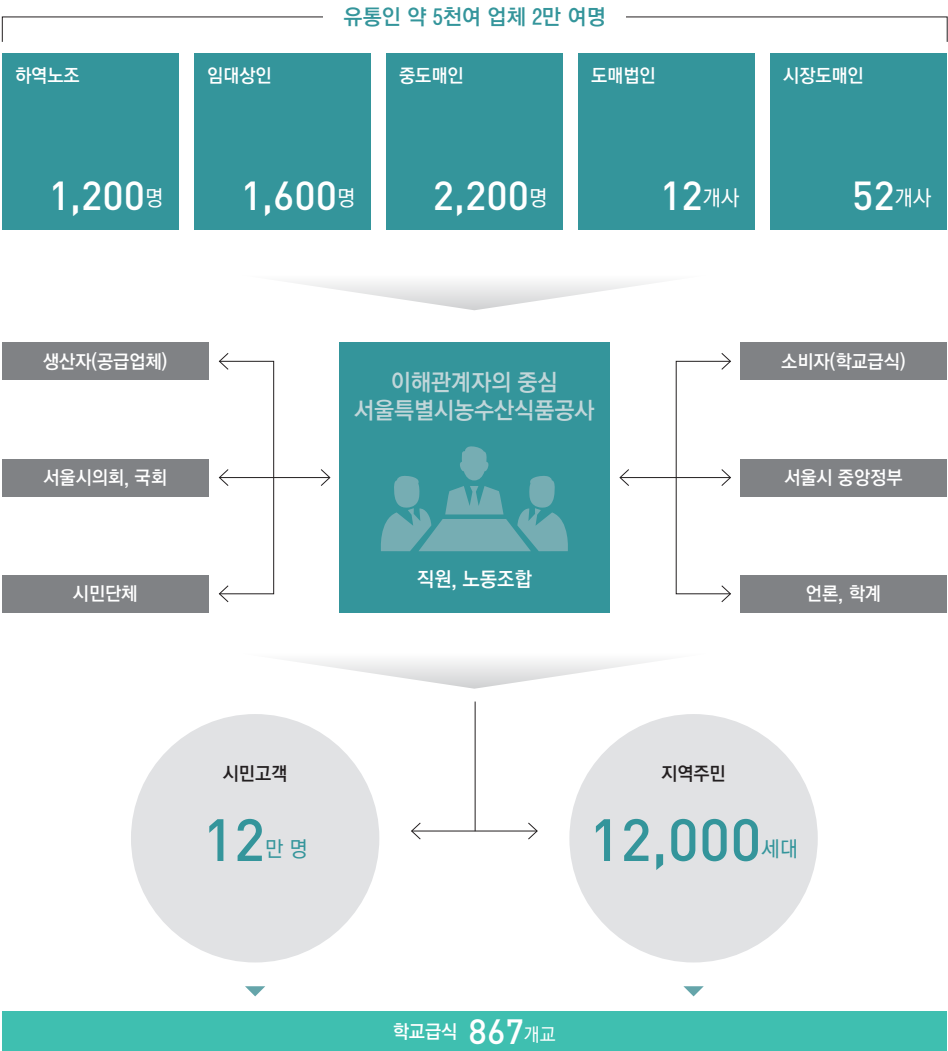 유통인 약 5천여 업체 2만 여명
하역노조
1,200명
임대상인
1,600명
중도매인
2,200명
도매법인
12개사
시장도매인
52개사
생산자(공급업체)
서울시의회, 국회
시민단체
이해관계자의 중심
서울특별시농수산식품공사
직원, 노동조합
소비자(학교급식)
서울시 중앙정부
언론, 학계
시민고객
12만 명
지역주민
12,000세대
학교급식 867개교